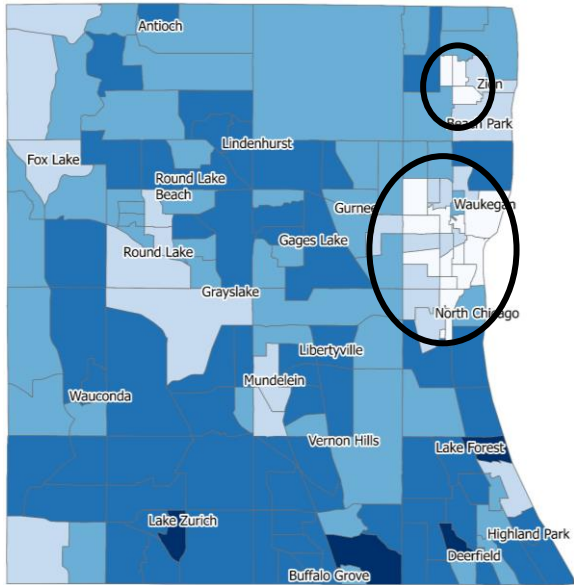 Antioch
Zion
Beach Park
Lindenhurst
Fox Lake
Round Lake
Beach
Gurnee
Waukegan
Gages Lake
Round Lake
Grayslake
North Chicago
Libertyville
Mundelein
Wauconda
Vernon Hills
Lake Forest
Lake Zurich
Highland Park
Deerfield
Buffalo Grove